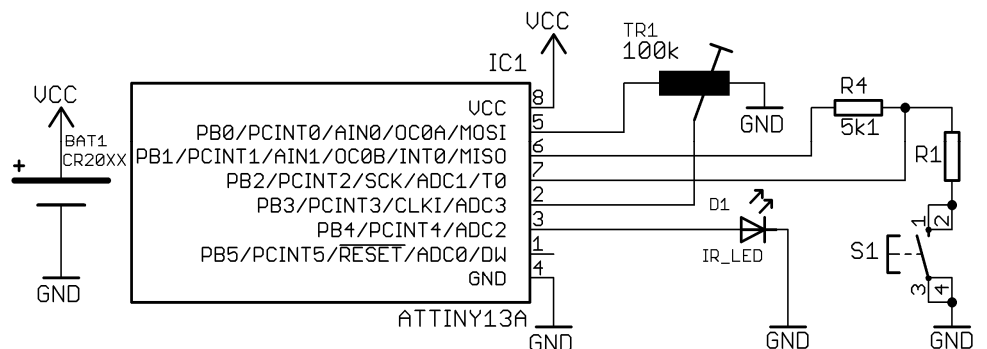 VCC
BAT1
CR20XX
+
GND
IC1
VCC
PB0/PCINT0/AIN0/OC0A/MOSI
PB1/PCINT1/AIN1/OC0B/INT0/MISO
PB2/PCINT2/SCK/ADC1/T0
PB3/PCINT3/CLKI/ADC3
PB4/PCINT4/ADC2
PB5/PCINT5/RESET/ADC0/DW
GND
8
5
6
7
2
3
1
4
ATTINY13A
VCC
GND
TR1
100k
GND
R4
5k1
R1
D1
IR_LED
GND
S1
1
2
3
4
GND